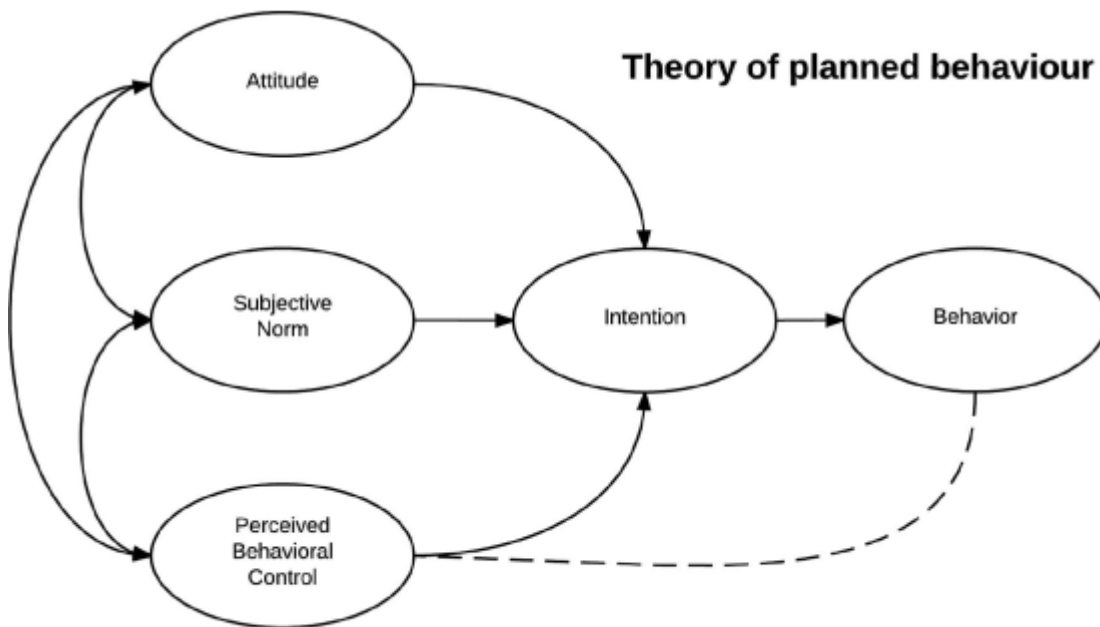 Theory of planned behaviour
Attitude
Subjective
Norm
Intention
Behavior
Perceived
Behavioral
Control